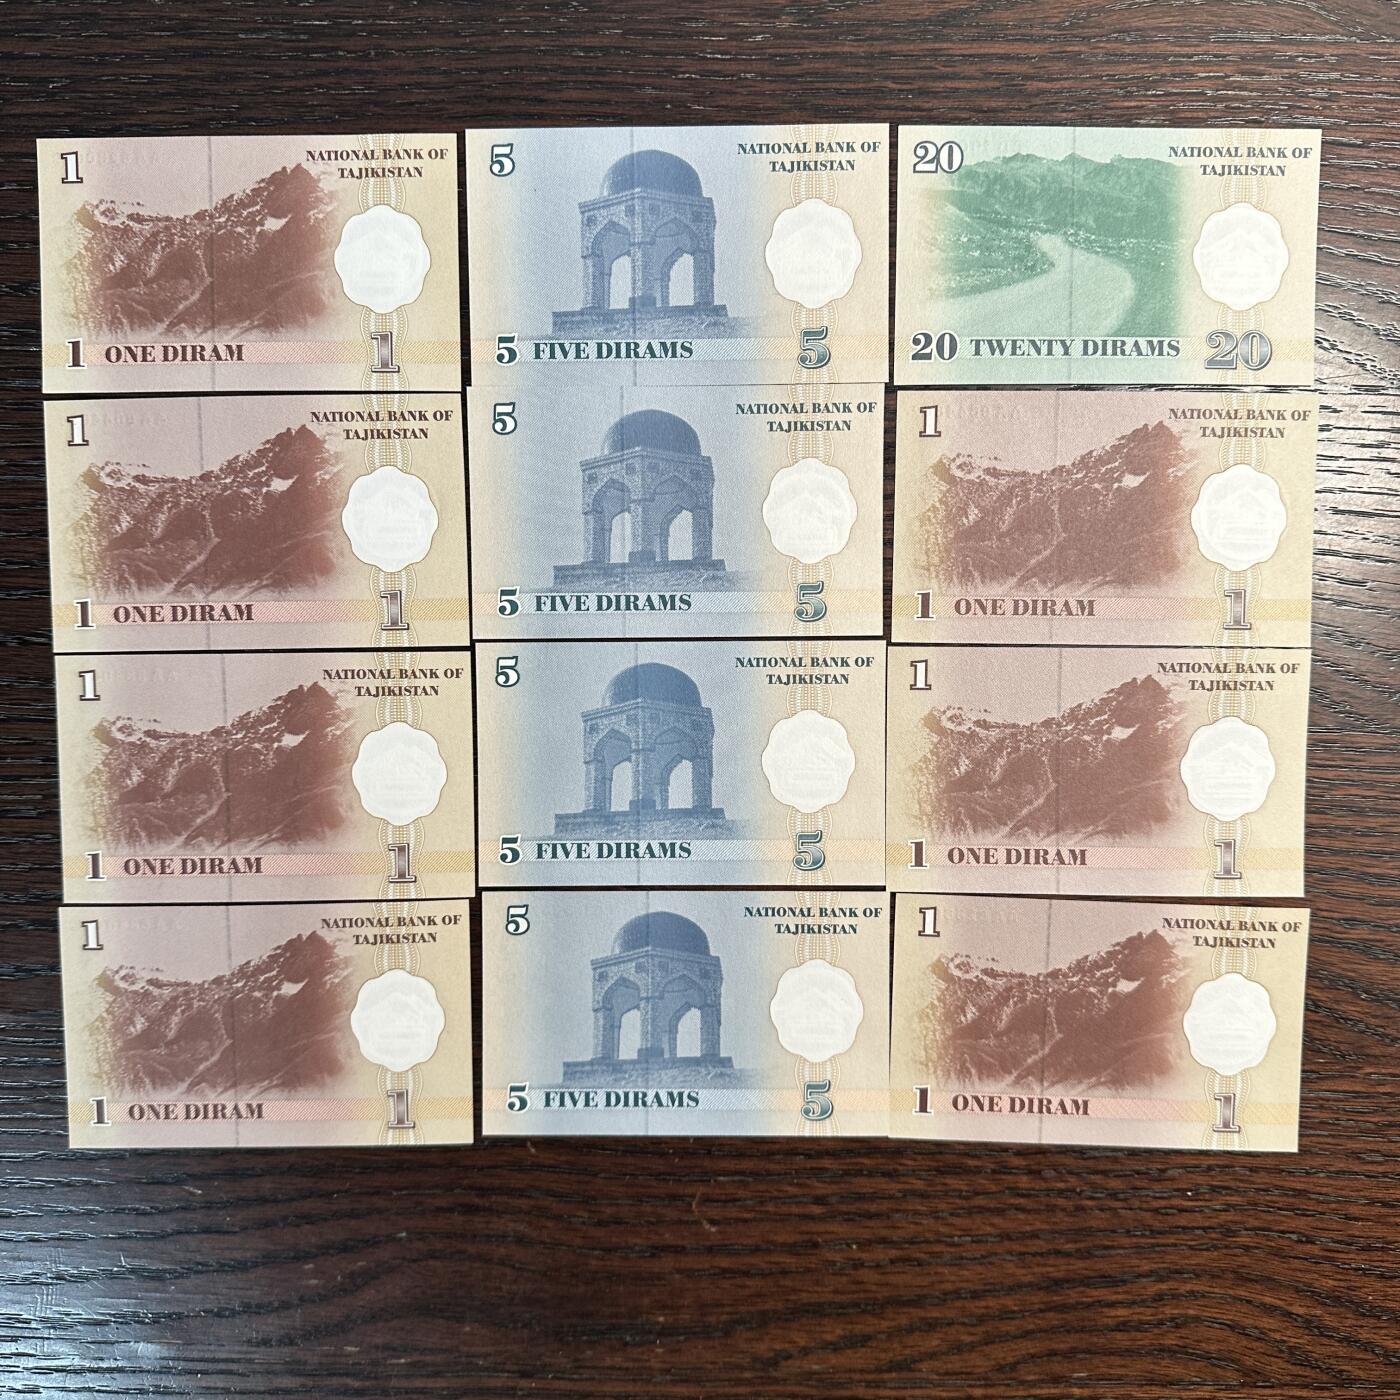 1
NATIONAL BANK OF
TAJIKISTAN
1 ONE DIRAM 1
5
NATIONAL BANK OF
TAJIKISTAN
5 FIVE DIRAMS 5
20
NATIONAL BANK OF
TAJIKISTAN
20 TWENTY DIRAMS 20
1
NATIONAL BANK OF
TAJIKISTAN
1 ONE DIRAM 1
5
NATIONAL BANK OF
TAJIKISTAN
5 FIVE DIRAMS 5
1
NATIONAL BANK OF
TAJIKISTAN
1 ONE DIRAM 1
1
NATIONAL BANK OF
TAJIKISTAN
1 ONE DIRAM 1
5
NATIONAL BANK OF
TAJIKISTAN
5 FIVE DIRAMS 5
1
NATIONAL BANK OF
TAJIKISTAN
1 ONE DIRAM 1
1
NATIONAL BANK OF
TAJIKISTAN
1 ONE DIRAM 1
5
NATIONAL BANK OF
TAJIKISTAN
5 FIVE DIRAMS 5
1
NATIONAL BANK OF
TAJIKISTAN
1 ONE DIRAM 1